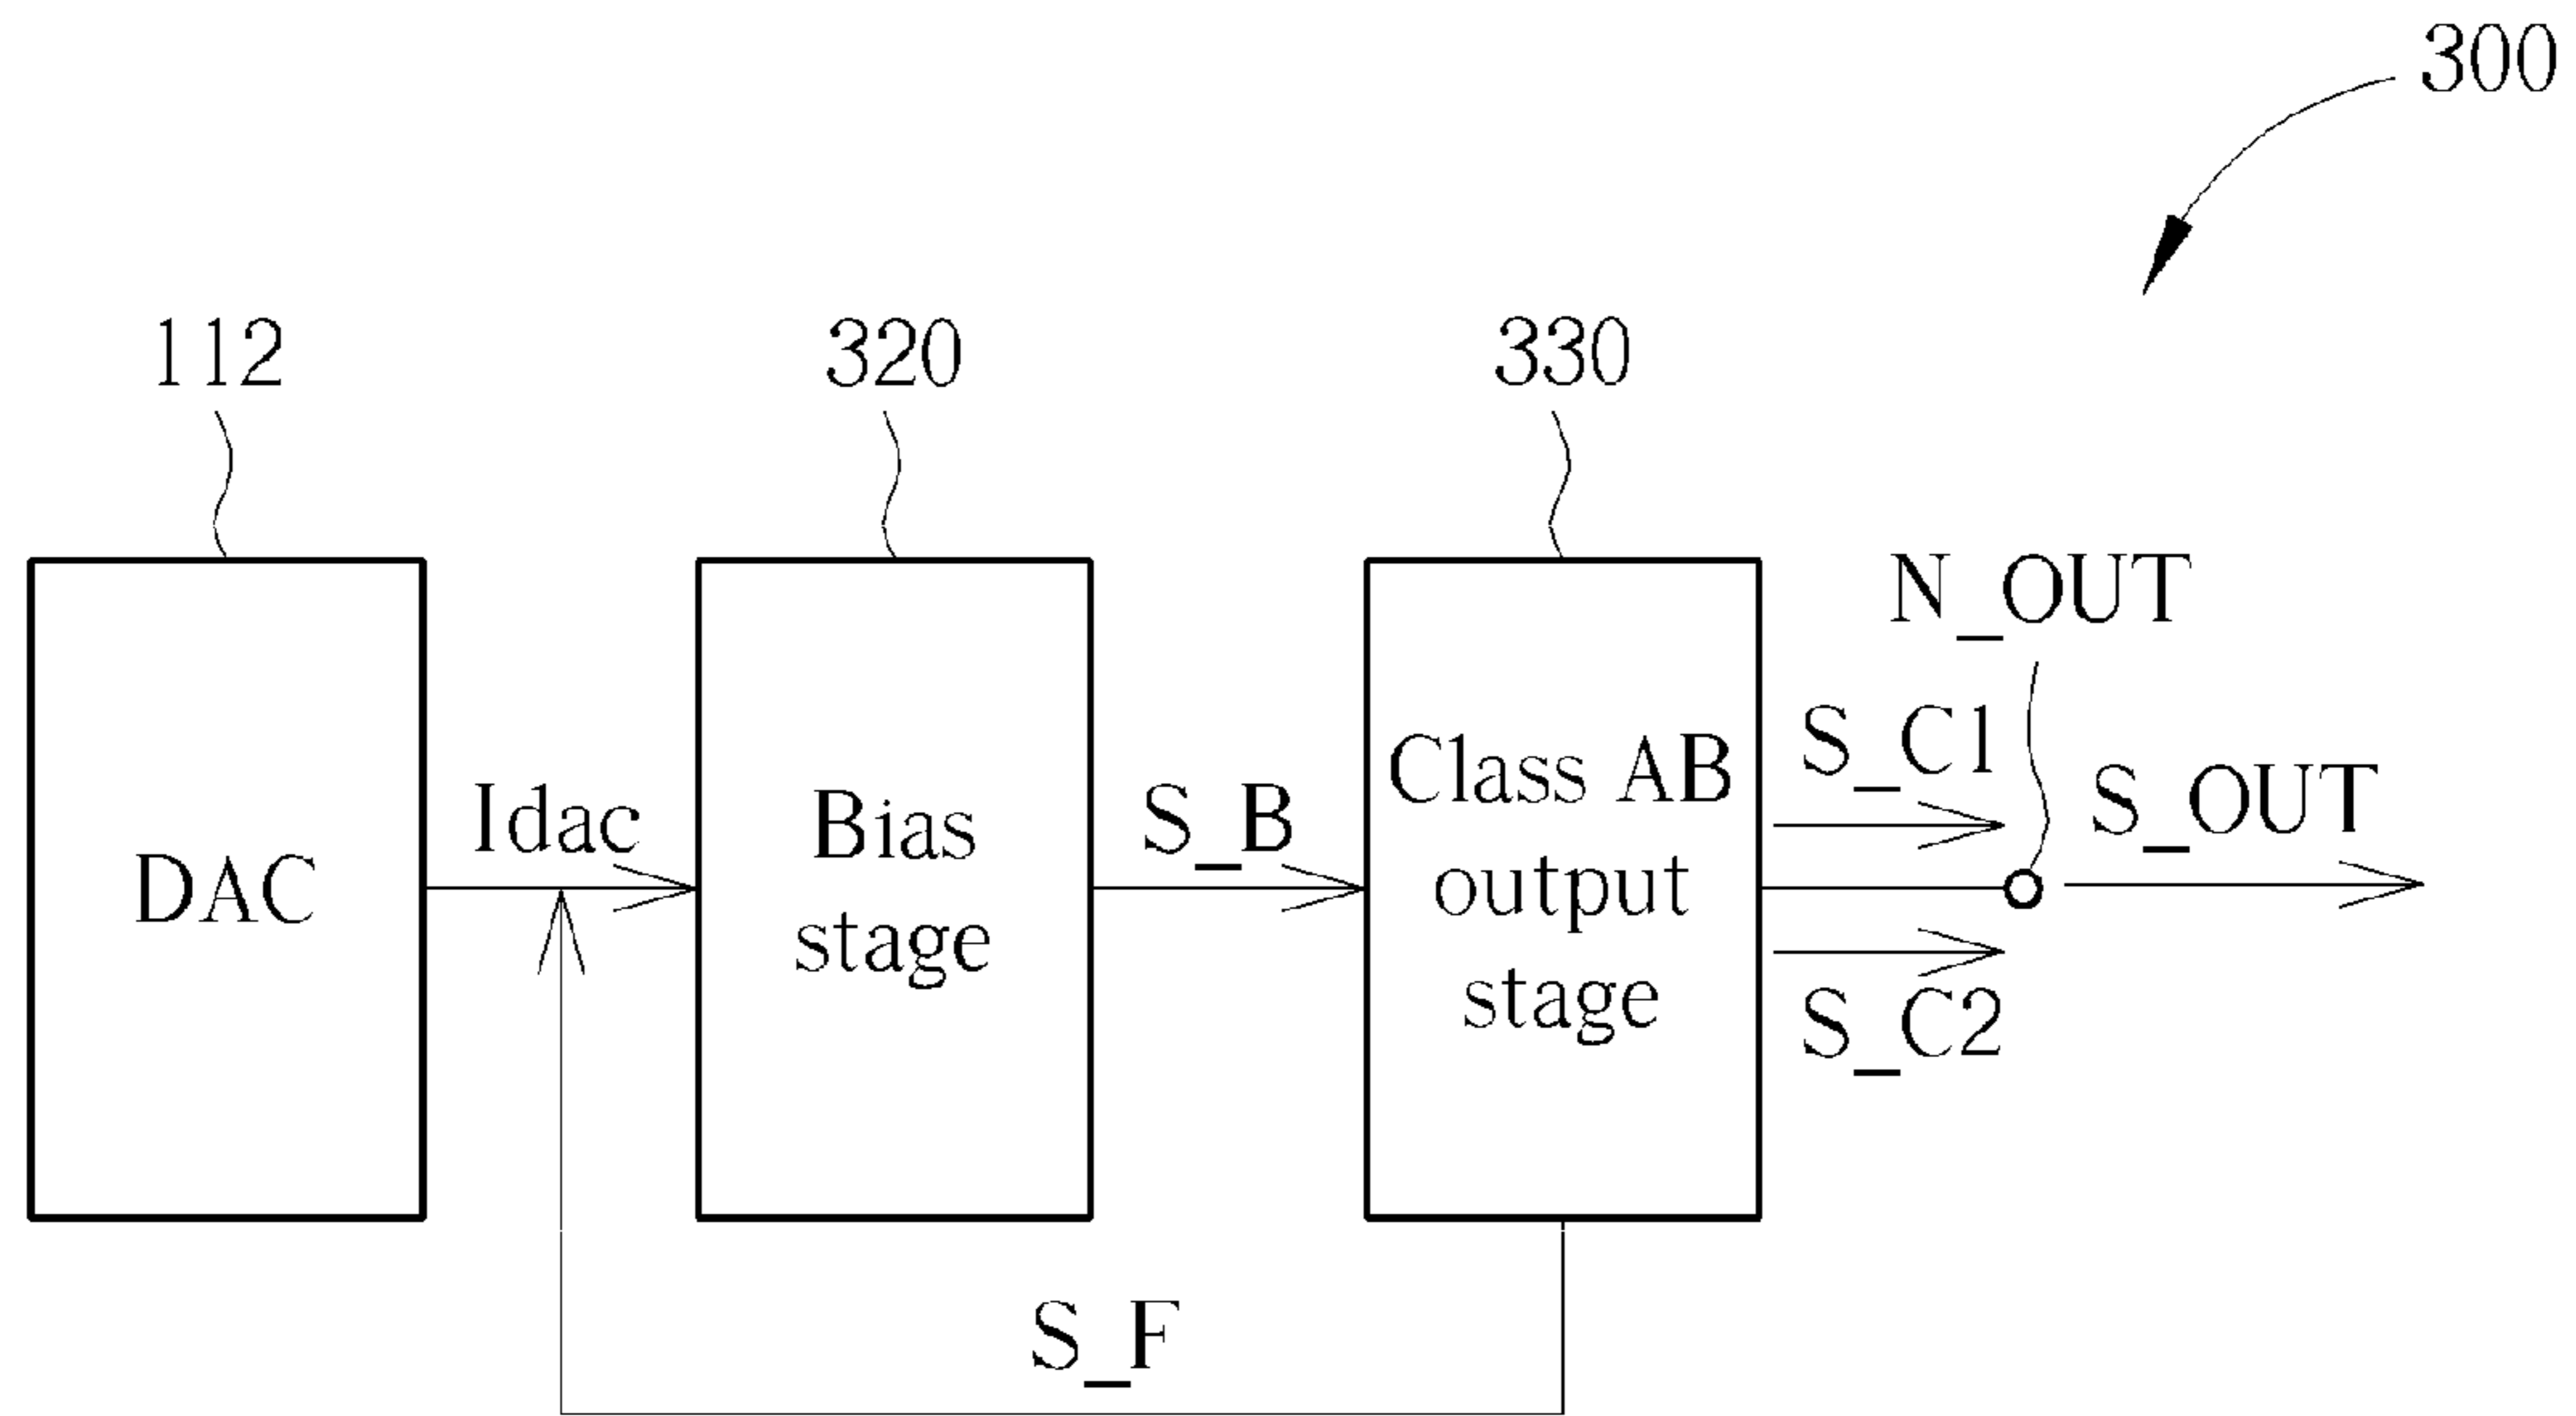 300
112
320
330
N_OUT
S_C1
S_OUT
Idac
S_B
DAC
Bias
stage
Class AB
output
stage
S_C2
S_F